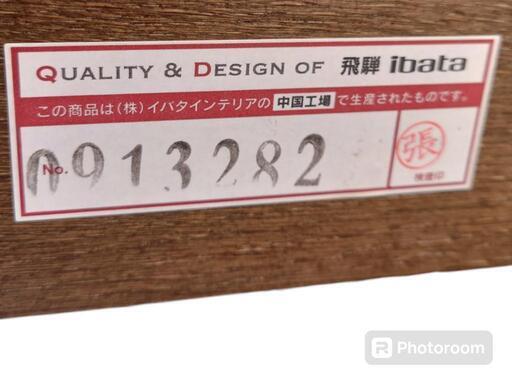 QUALITY & DESIGN OF 飛騨 ibata
この商品は(株)イバタインテリアの 中国工場 で生産されたものです。
No. 0913282
張
検査印
Photoroom